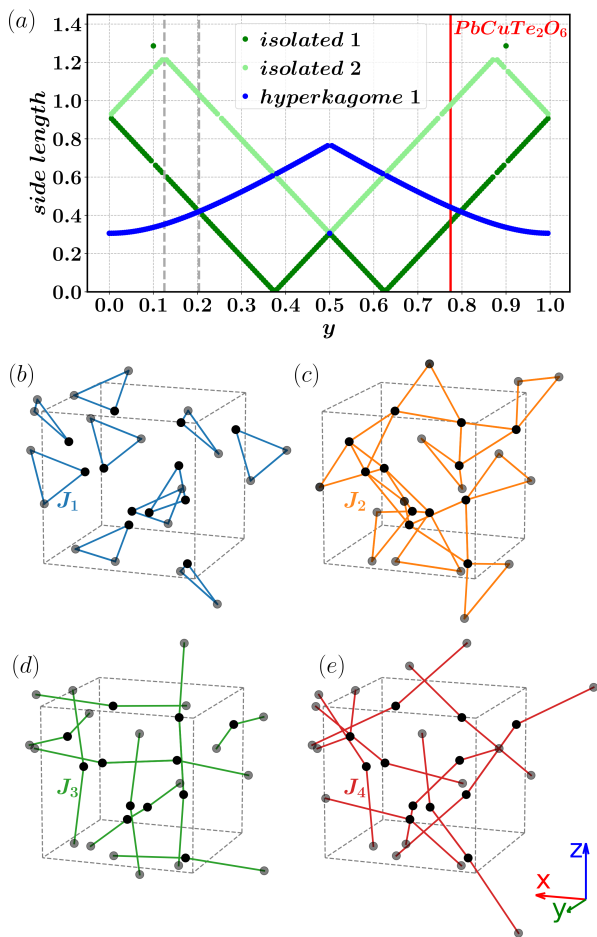 (a)
side length
1.4
1.2
1.0
0.8
0.6
0.4
0.2
0.0
isolated 1
isolated 2
hyperkagome 1
PbCuTe₂O₆
0.0 0.1 0.2 0.3 0.4 0.5 0.6 0.7 0.8 0.9 1.0
y
(b)
J₁
(c)
J₂
(d)
J₃
(e)
J₄
z
x
y